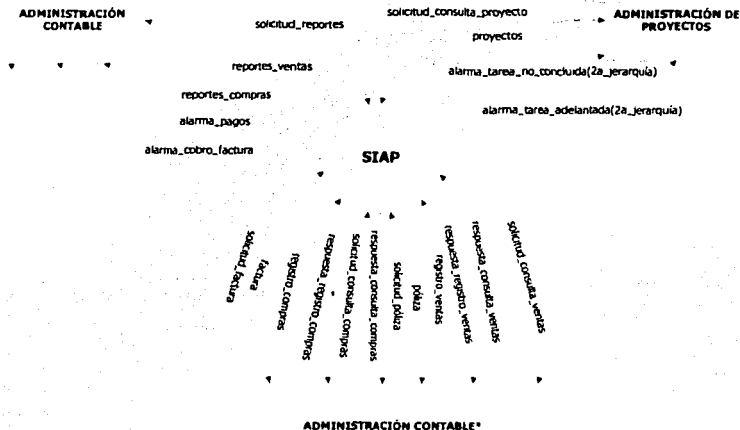 ADMINISTRACIÓN
CONTABLE
solicitud_reportes
solicitud_consulta_proyecto
ADMINISTRACIÓN DE
PROYECTOS
proyectos
reportes_ventas
alarma_tarea_no_concluida(2a_jerarquía)
reportes_compras
alarma_tarea_adelantada(2a_jerarquía)
alarma_pagos
alarma_cobro_factura
SIAP
solicitud_factura
factura
registro_compras
respuesta_registro_compras
solicitud_consulta_compras
respuesta_consulta_compras
solicitud_póliza
póliza
registro_ventas
respuesta_registro_ventas
respuesta_consulta_ventas
solicitud_consulta_ventas
ADMINISTRACIÓN CONTABLE*